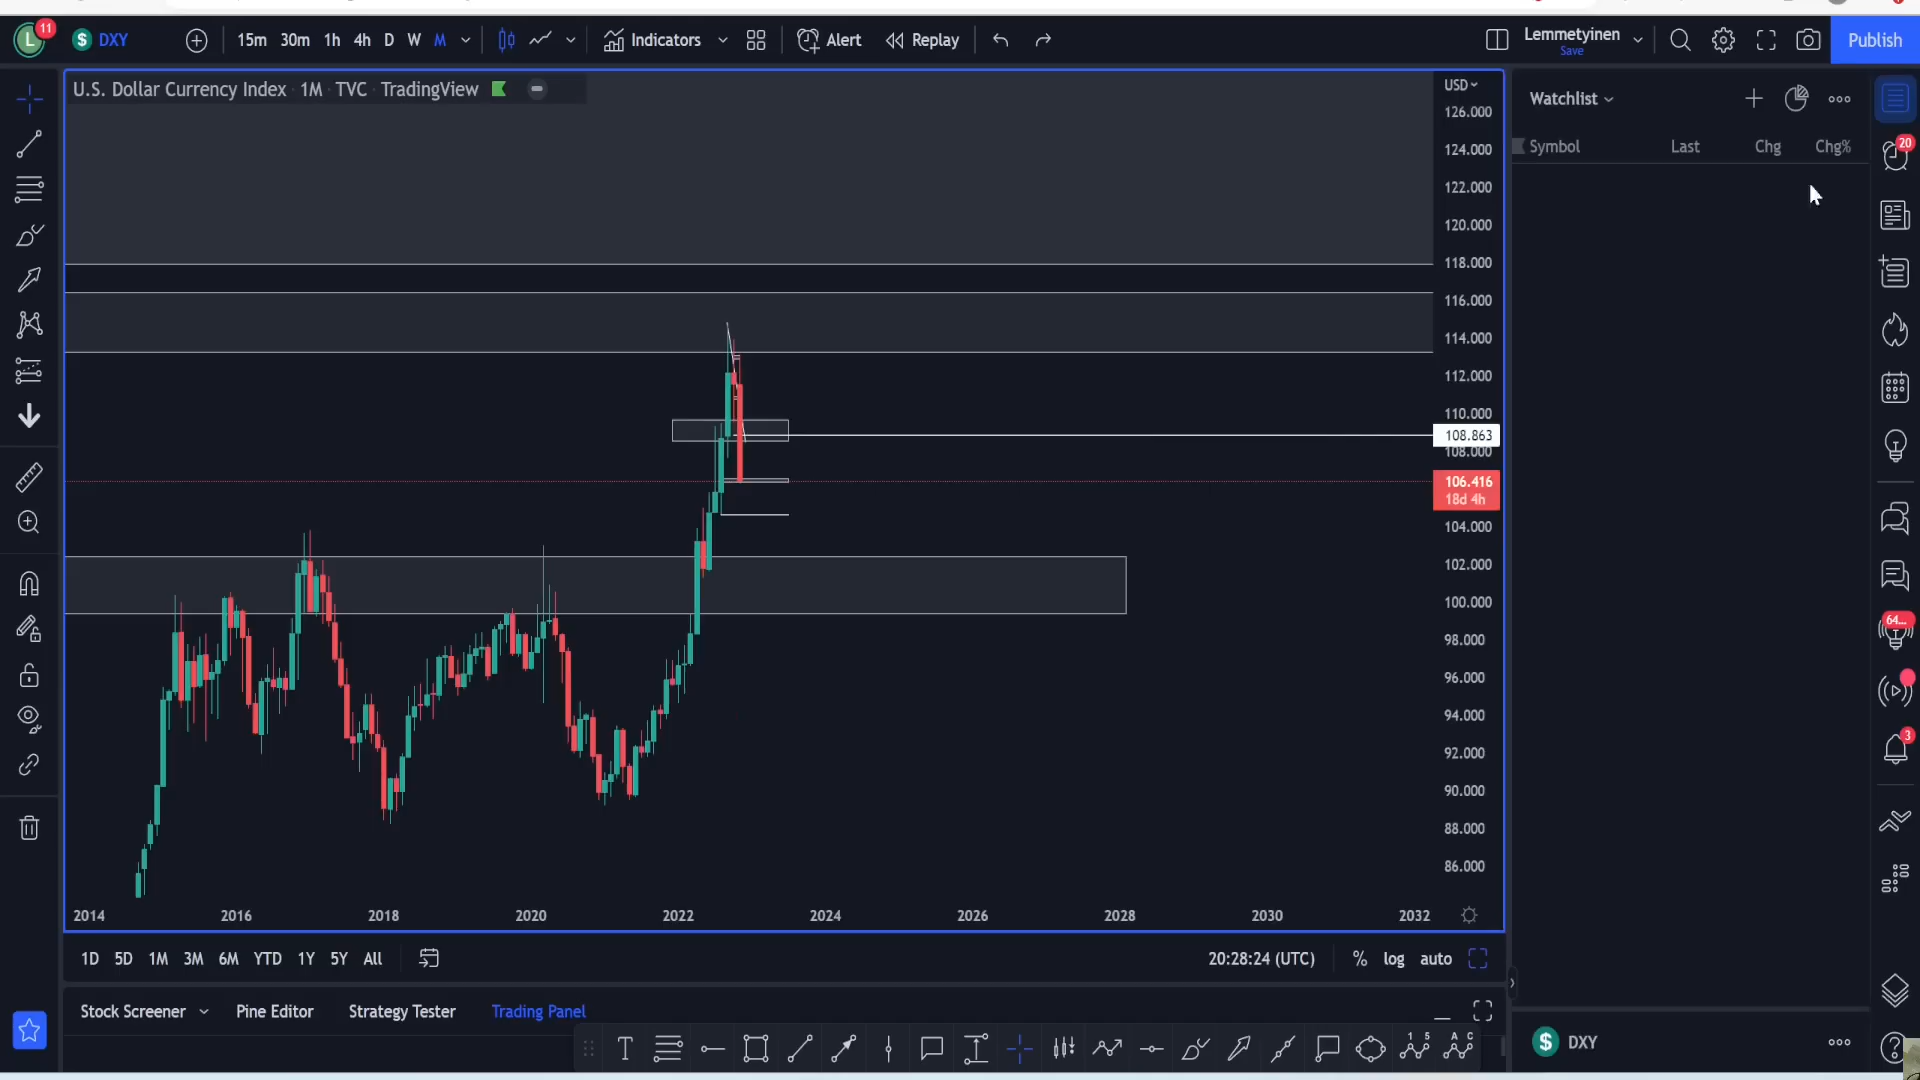 L 11 $ DXY 15m 30m 1h 4h D W M Indicators Alert Replay Lemmetyinen Save Publish
U.S. Dollar Currency Index · 1M · TVC · TradingView
USD
126.000
124.000
122.000
120.000
118.000
116.000
114.000
112.000
110.000
108.863
108.000
106.416
18d 4h
104.000
102.000
100.000
98.000
96.000
94.000
92.000
90.000
88.000
86.000
2014 2016 2018 2020 2022 2024 2026 2028 2030 2032
1D 5D 1M 3M 6M YTD 1Y 5Y All 20:28:24 (UTC) % log auto
Stock Screener Pine Editor Strategy Tester Trading Panel
T 1 5 A C
Watchlist
Symbol Last Chg Chg%
20
64...
3
$ DXY
?